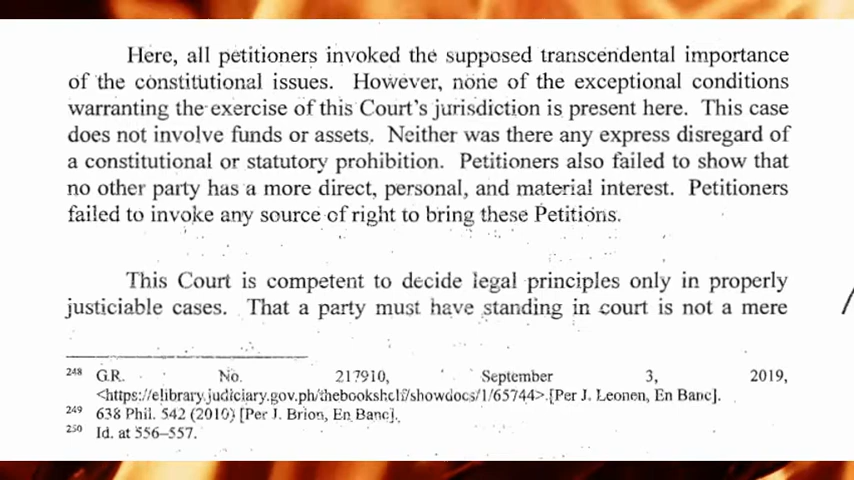 Here, all petitioners invoked the supposed transcendental importance
of the constitutional issues. However, none of the exceptional conditions
warranting the exercise of this Court's jurisdiction is present here. This case
does not involve funds or assets. Neither was there any express disregard of
a constitutional or statutory prohibition. Petitioners also failed to show that
no other party has a more direct, personal, and material interest. Petitioners
failed to invoke any source of right to bring these Petitions.
This Court is competent to decide legal principles only in properly
justiciable cases. That a party must have standing in court is not a mere
248 G.R. No. 217910, September 3, 2019,
<https://elibrary.judiciary.gov.ph/thebookshelf/showdocs/1/65744>.[Per J. Leonen, En Banc].
249 638 Phil. 542 (2010) [Per J. Brion, En Banc].
250 Id. at 556–557.